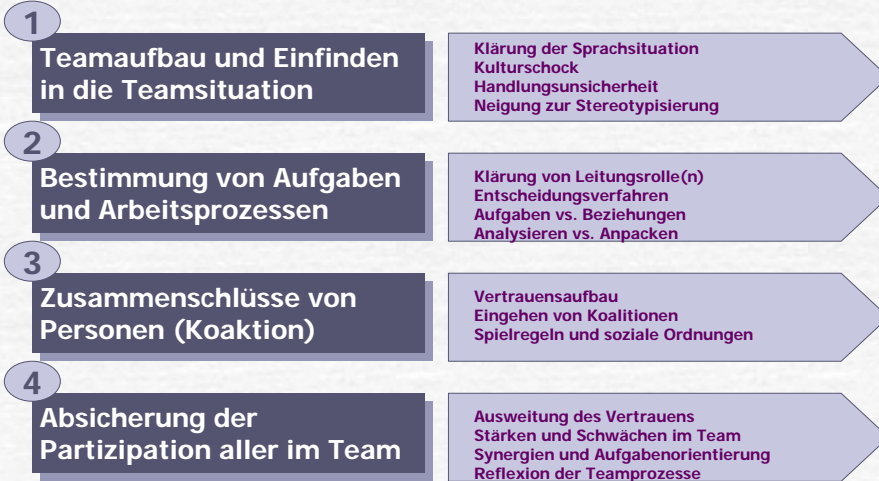 1
Teamaufbau und Einfinden
in die Teamsituation
Klärung der Sprachsituation
Kulturschock
Handlungsunsicherheit
Neigung zur Stereotypisierung
2
Bestimmung von Aufgaben
und Arbeitsprozessen
Klärung von Leitungsrolle(n)
Entscheidungsverfahren
Aufgaben vs. Beziehungen
Analysieren vs. Anpacken
3
Zusammenschlüsse von
Personen (Koaktion)
Vertrauensaufbau
Eingehen von Koalitionen
Spielregeln und soziale Ordnungen
4
Absicherung der
Partizipation aller im Team
Ausweitung des Vertrauens
Stärken und Schwächen im Team
Synergien und Aufgabenorientierung
Reflexion der Teamprozesse